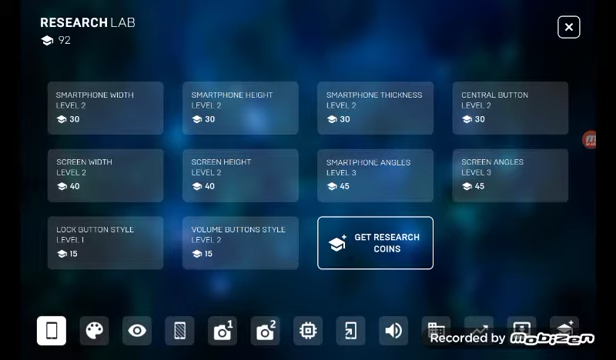 RESEARCH LAB
92
SMARTPHONE WIDTH
LEVEL 2
30
SMARTPHONE HEIGHT
LEVEL 2
30
SMARTPHONE THICKNESS
LEVEL 2
30
CENTRAL BUTTON
LEVEL 2
30
SCREEN WIDTH
LEVEL 2
40
SCREEN HEIGHT
LEVEL 2
40
SMARTPHONE ANGLES
LEVEL 3
45
SCREEN ANGLES
LEVEL 3
45
LOCK BUTTON STYLE
LEVEL 1
15
VOLUME BUTTONS STYLE
LEVEL 2
15
GET RESEARCH
COINS
1
2
Recorded by mobizen